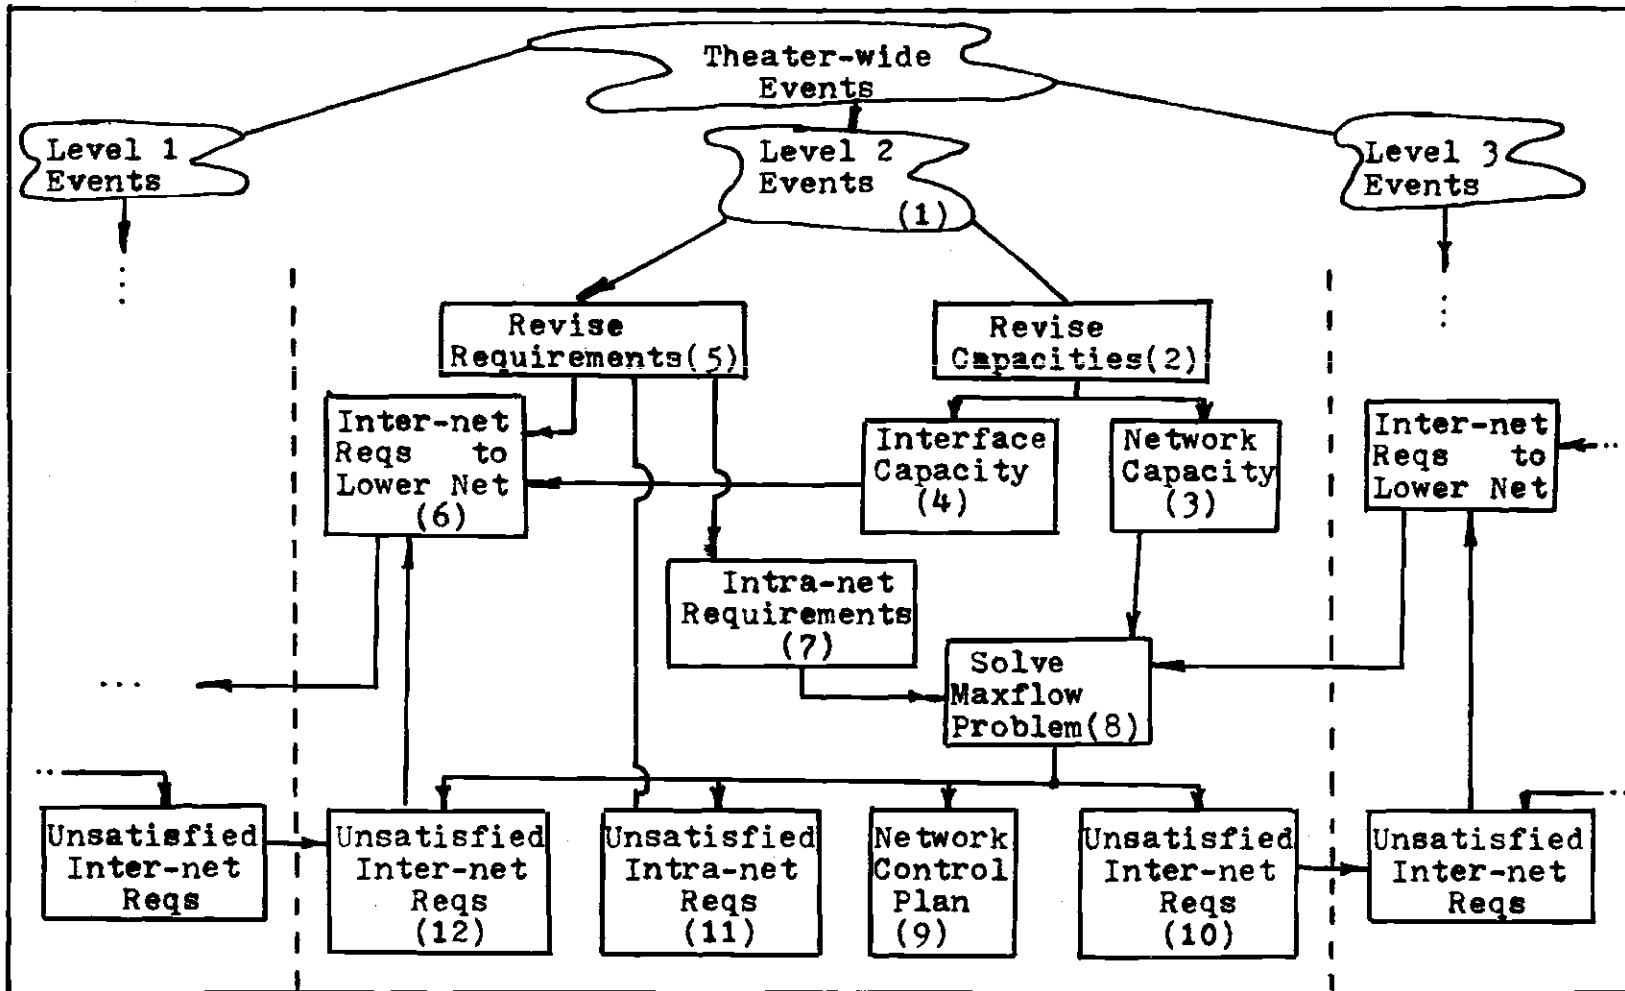 Theater-wide
Events
Level 1
Events
Level 2
Events
(1)
Level 3
Events
...
...
Revise
Requirements(5)
Revise
Capacities(2)
Inter-net
Reqs to
Lower Net
(6)
Interface
Capacity
(4)
Network
Capacity
(3)
Inter-net
Reqs to
Lower Net
...
Intra-net
Requirements
(7)
Solve
Maxflow
Problem(8)
...
..
...
Unsatisfied
Inter-net
Reqs
Unsatisfied
Inter-net
Reqs
(12)
Unsatisfied
Intra-net
Reqs
(11)
Network
Control
Plan
(9)
Unsatisfied
Inter-net
Reqs
(10)
Unsatisfied
Inter-net
Reqs